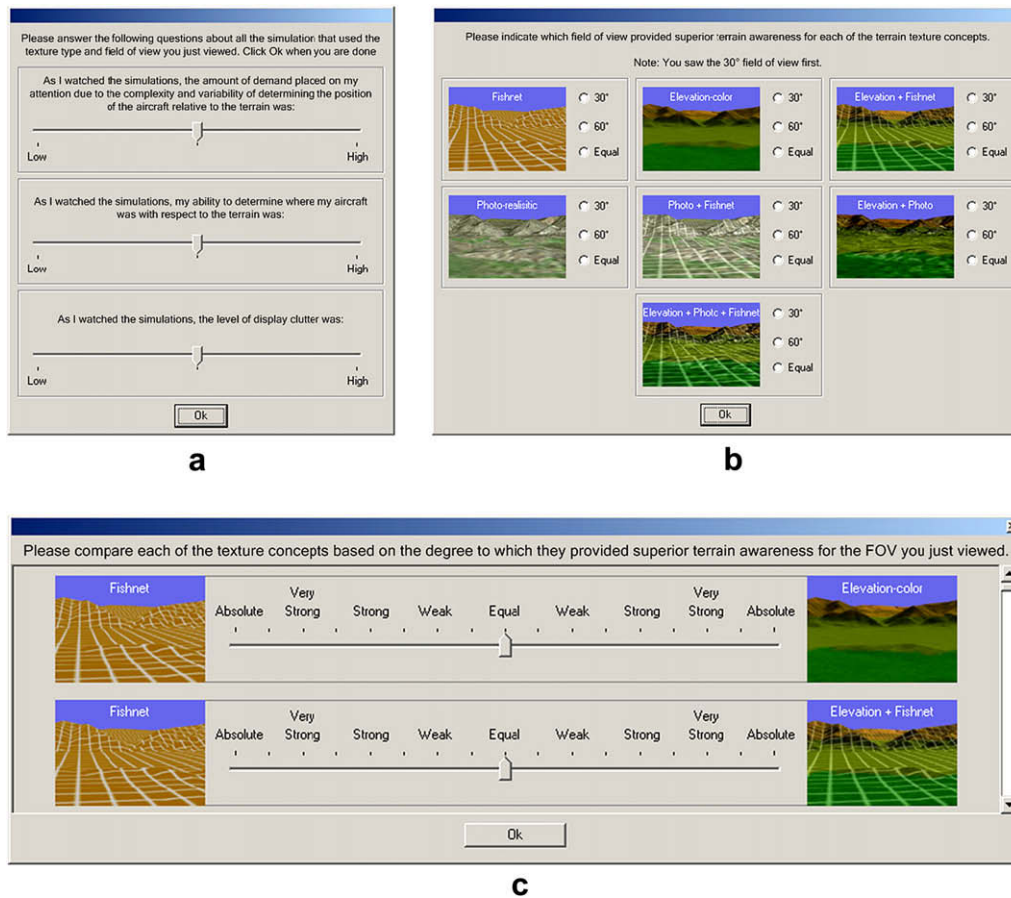 Please answer the following questions about all the simulation that used the
texture type and field of view you just viewed. Click Ok when you are done
As I watched the simulations, the amount of demand placed on my
attention due to the complexity and variability of determining the position
of the aircraft relative to the terrain was:
Low High
As I watched the simulations, my ability to determine where my aircraft
was with respect to the terrain was:
Low High
As I watched the simulations, the level of display clutter was:
Low High
Ok
a
Please indicate which field of view provided superior terrain awareness for each of the terrain texture concepts.
Note: You saw the 30° field of view first.
Fishnet
30°
60°
Equal
Elevation-color
30°
60°
Equal
Elevation + Fishnet
30°
60°
Equal
Photo-realisitic
30°
60°
Equal
Photo + Fishnet
30°
60°
Equal
Elevation + Photo
30°
60°
Equal
Elevation + Photo + Fishnet
30°
60°
Equal
Ok
b
Please compare each of the texture concepts based on the degree to which they provided superior terrain awareness for the FOV you just viewed.
Fishnet
Absolute Very Strong Strong Weak Equal Weak Strong Very Strong Absolute
Elevation-color
Fishnet
Absolute Very Strong Strong Weak Equal Weak Strong Very Strong Absolute
Elevation + Fishnet
Ok
c